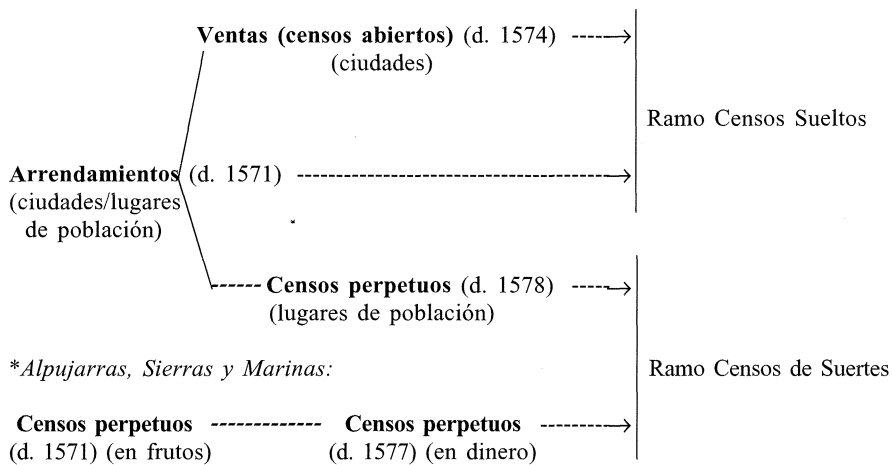 Ventas (censos abiertos) (d. 1574)
(ciudades)
Ramo Censos Sueltos
Arrendamientos (d. 1571)
(ciudades/lugares
de población)
Censos perpetuos (d. 1578)
(lugares de población)
*Alpujarras, Sierras y Marinas:
Ramo Censos de Suertes
Censos perpetuos
(d. 1571) (en frutos)
Censos perpetuos
(d. 1577) (en dinero)